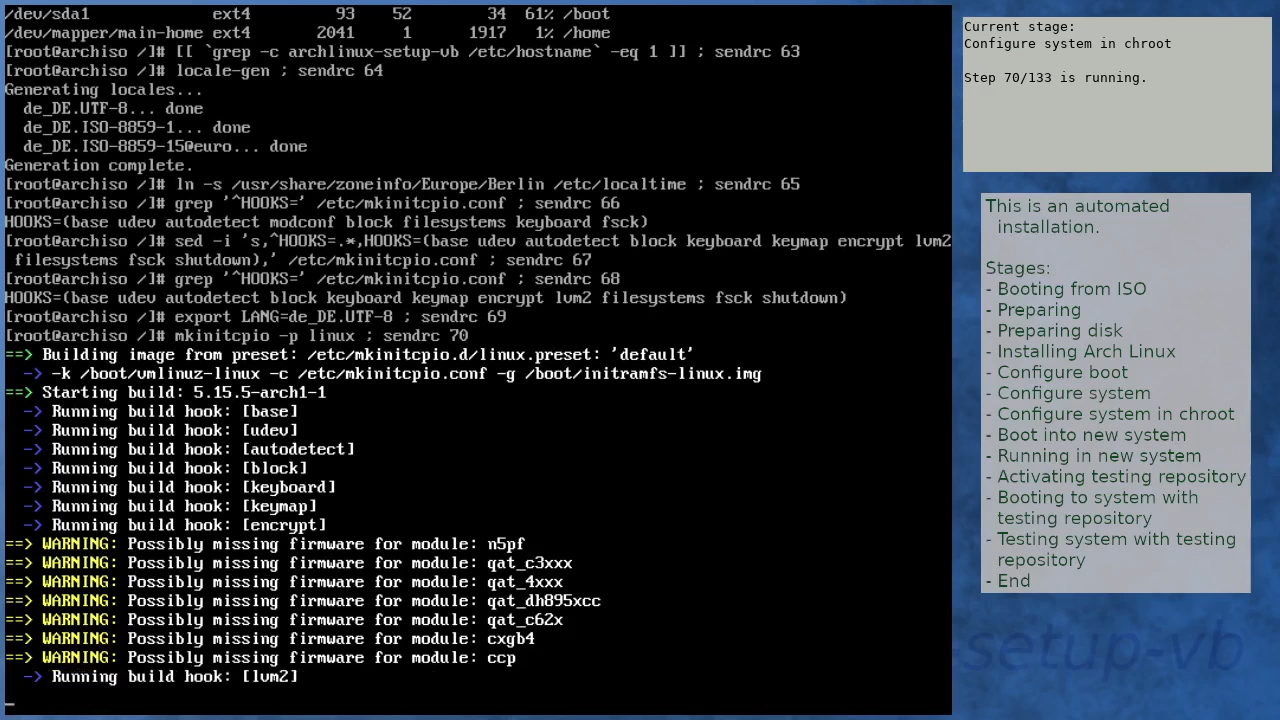 /dev/sda1             ext4         93    52        34  61% /boot
/dev/mapper/main-home ext4       2041     1      1917   1% /home
[root@archiso /]# [[ `grep -c archlinux-setup-vb /etc/hostname` -eq 1 ]] ; sendrc 63
[root@archiso /]# locale-gen ; sendrc 64
Generating locales...
  de_DE.UTF-8... done
  de_DE.ISO-8859-1... done
  de_DE.ISO-8859-15@euro... done
Generation complete.
[root@archiso /]# ln -s /usr/share/zoneinfo/Europe/Berlin /etc/localtime ; sendrc 65
[root@archiso /]# grep '^HOOKS=' /etc/mkinitcpio.conf ; sendrc 66
HOOKS=(base udev autodetect modconf block filesystems keyboard fsck)
[root@archiso /]# sed -i 's,^HOOKS=.*,HOOKS=(base udev autodetect block keyboard keymap encrypt lvm2
 filesystems fsck shutdown),' /etc/mkinitcpio.conf ; sendrc 67
[root@archiso /]# grep '^HOOKS=' /etc/mkinitcpio.conf ; sendrc 68
HOOKS=(base udev autodetect block keyboard keymap encrypt lvm2 filesystems fsck shutdown)
[root@archiso /]# export LANG=de_DE.UTF-8 ; sendrc 69
[root@archiso /]# mkinitcpio -p linux ; sendrc 70
==> Building image from preset: /etc/mkinitcpio.d/linux.preset: 'default'
  -> -k /boot/vmlinuz-linux -c /etc/mkinitcpio.conf -g /boot/initramfs-linux.img
==> Starting build: 5.15.5-arch1-1
  -> Running build hook: [base]
  -> Running build hook: [udev]
  -> Running build hook: [autodetect]
  -> Running build hook: [block]
  -> Running build hook: [keyboard]
  -> Running build hook: [keymap]
  -> Running build hook: [encrypt]
==> WARNING: Possibly missing firmware for module: n5pf
==> WARNING: Possibly missing firmware for module: qat_c3xxx
==> WARNING: Possibly missing firmware for module: qat_4xxx
==> WARNING: Possibly missing firmware for module: qat_dh895xcc
==> WARNING: Possibly missing firmware for module: qat_c62x
==> WARNING: Possibly missing firmware for module: cxgb4
==> WARNING: Possibly missing firmware for module: ccp
  -> Running build hook: [lvm2]
Current stage:
Configure system in chroot
Step 70/133 is running.
This is an automated
installation.
Stages:
- Booting from ISO
- Preparing
- Preparing disk
- Installing Arch Linux
- Configure boot
- Configure system
- Configure system in chroot
- Boot into new system
- Running in new system
- Activating testing repository
- Booting to system with
testing repository
- Testing system with testing
repository
- End
-setup-vb